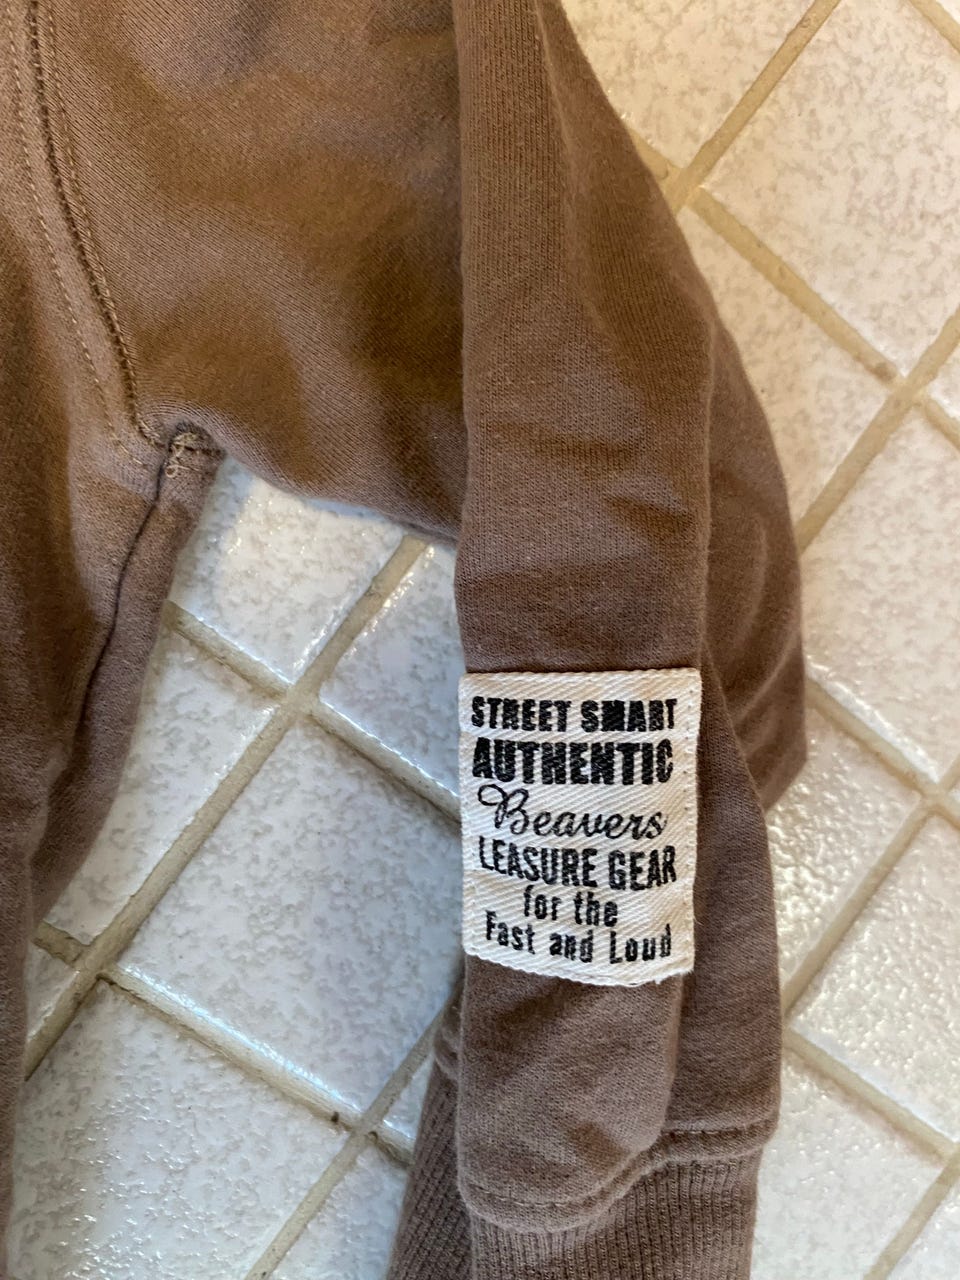 STREET SMART
AUTHENTIC
Beavers
LEASURE GEAR
for the
Fast and Loud